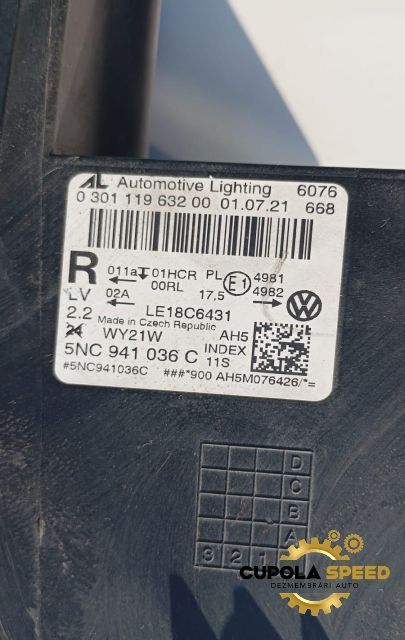 AL Automotive Lighting 6076
0 301 119 632 00 01.07.21 668
R 011a 01HCR PL E1 4981
00RL 17,5 4982
LV 02A
2.2 LE18C6431
Made in Czech Republic
24 WY21W AH5
5NC 941 036 C INDEX 11S
#5NC941036C ###*900 AH5M076426/*=
D
C
B
A
3 2 1
CUPOLA SPEED
DEZMEMBRĂRI AUTO